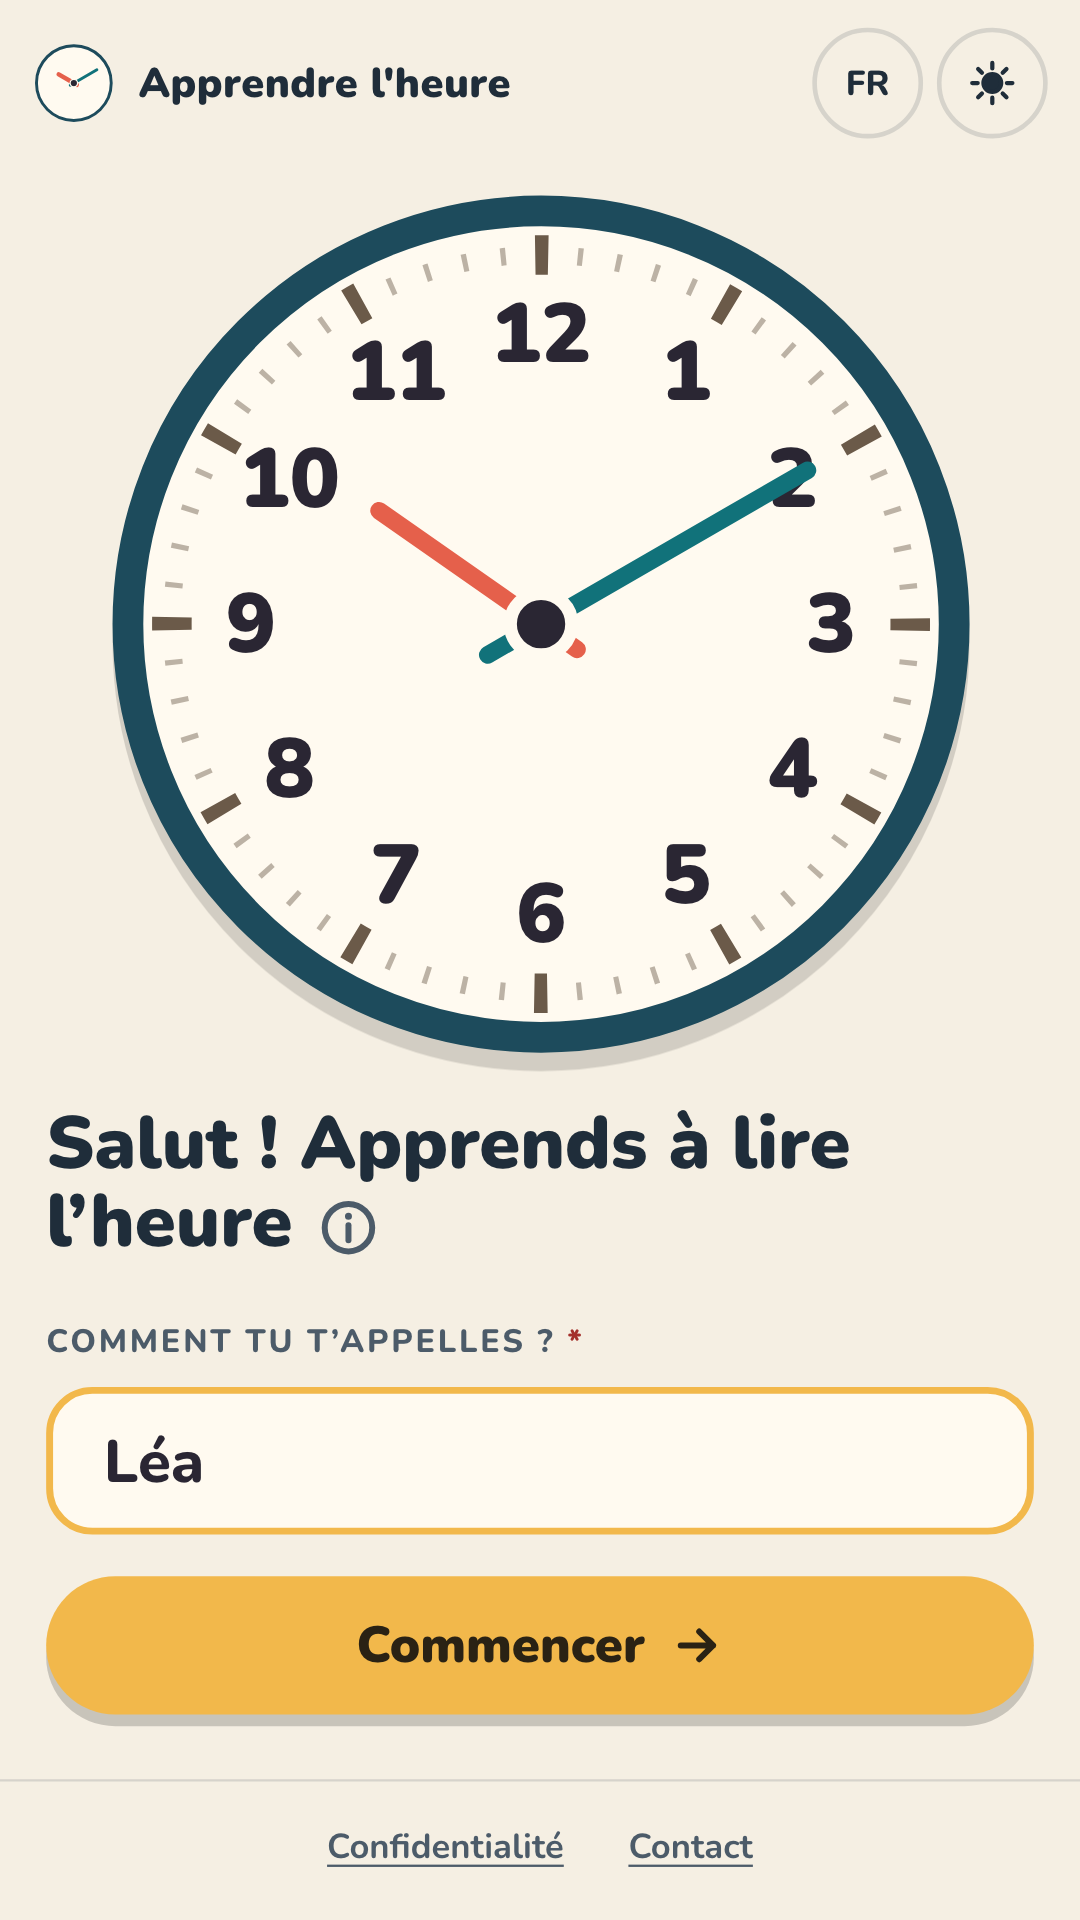 Apprendre l'heure
FR
12
11
1
10
2
9
3
8
4
7
5
6
Salut ! Apprends à lire
l’heure
COMMENT TU T’APPELLES ? *
Léa
Commencer →
Confidentialité
Contact